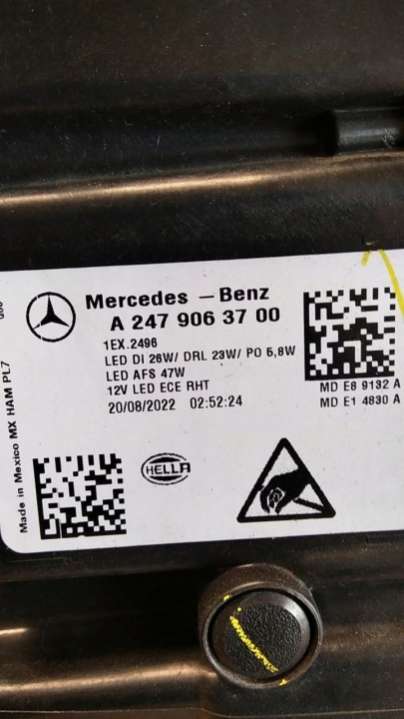 Mercedes – Benz
A 247 906 37 00
1EX.2496
LED DI 26W/ DRL 23W/ PO 5,8W
LED AFS 47W
12V LED ECE RHT
20/08/2022 02:52:24
MD E8 9132 A
MD E1 4830 A
HELLA
Made in Mexico MX HAM PL7